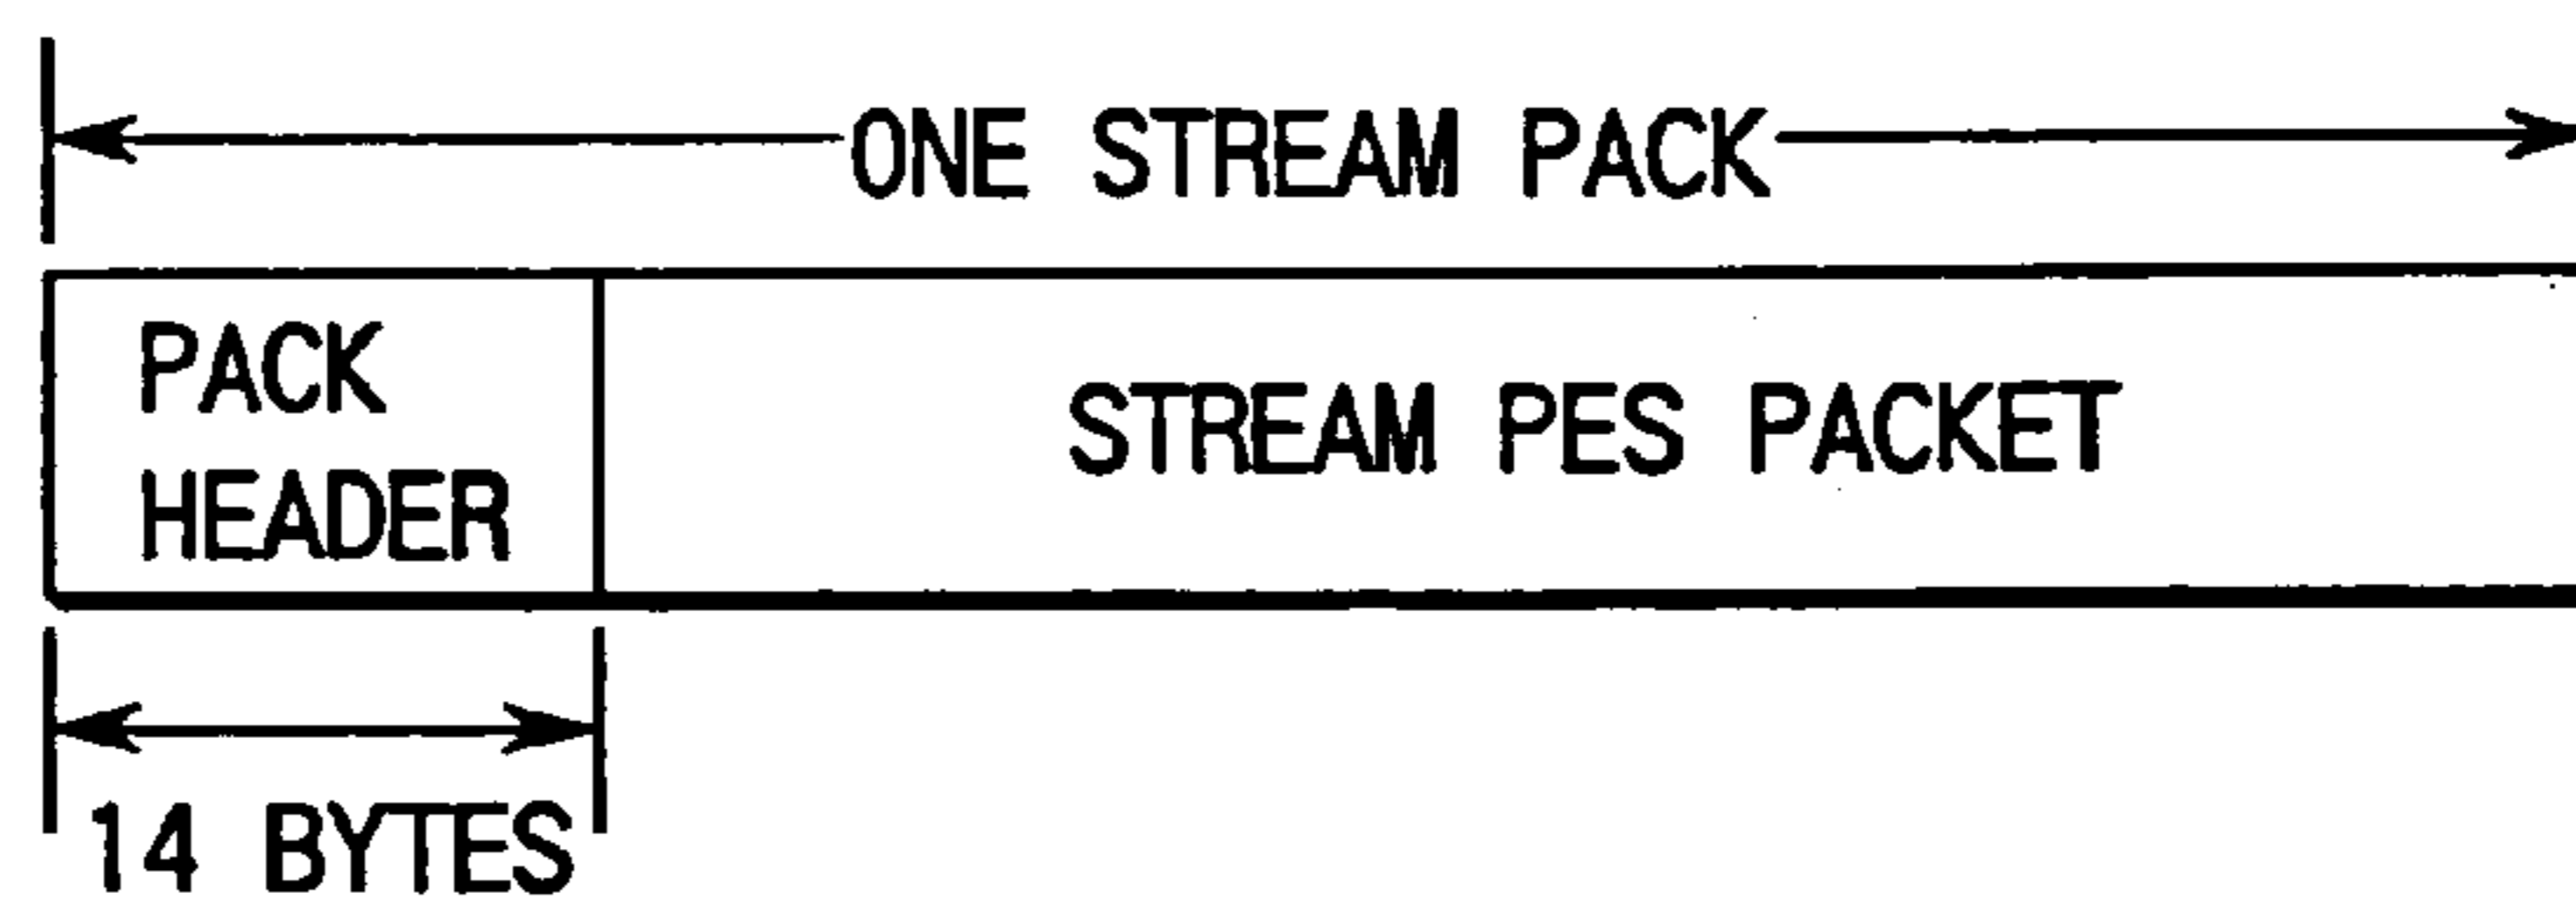 ONE STREAM PACK
PACK
HEADER
STREAM PES PACKET
14 BYTES